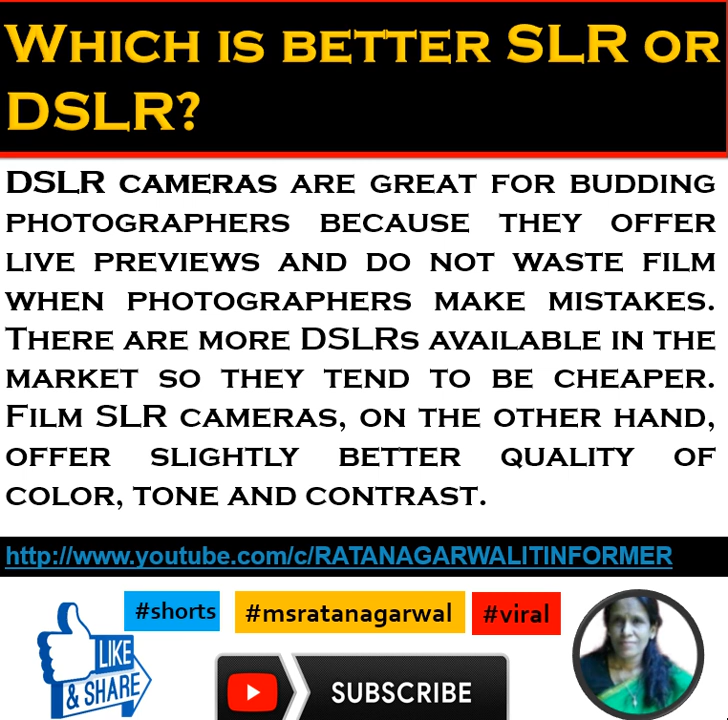 Which is better SLR or
DSLR?
DSLR cameras are great for budding
photographers because they offer
live previews and do not waste film
when photographers make mistakes.
There are more DSLRs available in the
market so they tend to be cheaper.
Film SLR cameras, on the other hand,
offer slightly better quality of
color, tone and contrast.
http://www.youtube.com/c/RATANAGARWALITINFORMER
#shorts #msratanagarwal #viral
LIKE
& SHARE
SUBSCRIBE